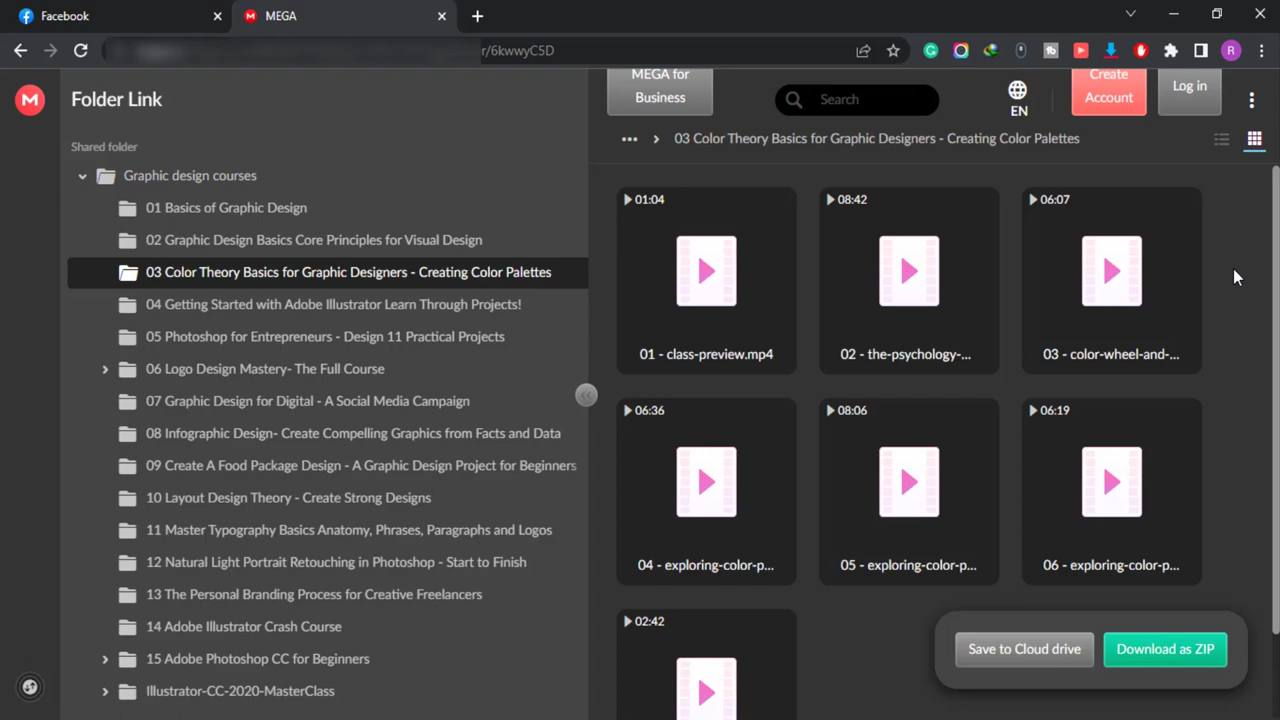 Facebook
MEGA
r/6kwwyC5D
Folder Link
Shared folder
Graphic design courses
01 Basics of Graphic Design
02 Graphic Design Basics Core Principles for Visual Design
03 Color Theory Basics for Graphic Designers - Creating Color Palettes
04 Getting Started with Adobe Illustrator Learn Through Projects!
05 Photoshop for Entrepreneurs - Design 11 Practical Projects
06 Logo Design Mastery- The Full Course
07 Graphic Design for Digital - A Social Media Campaign
08 Infographic Design- Create Compelling Graphics from Facts and Data
09 Create A Food Package Design - A Graphic Design Project for Beginners
10 Layout Design Theory - Create Strong Designs
11 Master Typography Basics Anatomy, Phrases, Paragraphs and Logos
12 Natural Light Portrait Retouching in Photoshop - Start to Finish
13 The Personal Branding Process for Creative Freelancers
14 Adobe Illustrator Crash Course
15 Adobe Photoshop CC for Beginners
Illustrator-CC-2020-MasterClass
MEGA for
Business
Search
EN
Create
Account
Log in
03 Color Theory Basics for Graphic Designers - Creating Color Palettes
01:04
08:42
06:07
01 - class-preview.mp4
02 - the-psychology-...
03 - color-wheel-and-...
06:36
08:06
06:19
04 - exploring-color-p...
05 - exploring-color-p...
06 - exploring-color-p...
02:42
Save to Cloud drive
Download as ZIP